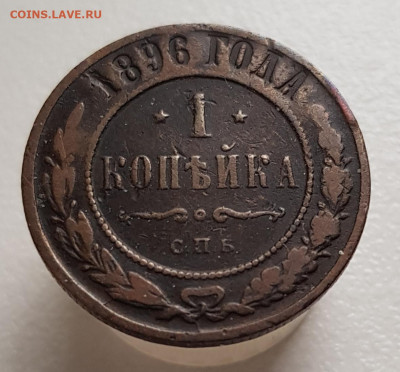 COINS.LAVE.RU
1896 ГОДА
1
КОПѢЙКА
С.П.Б.